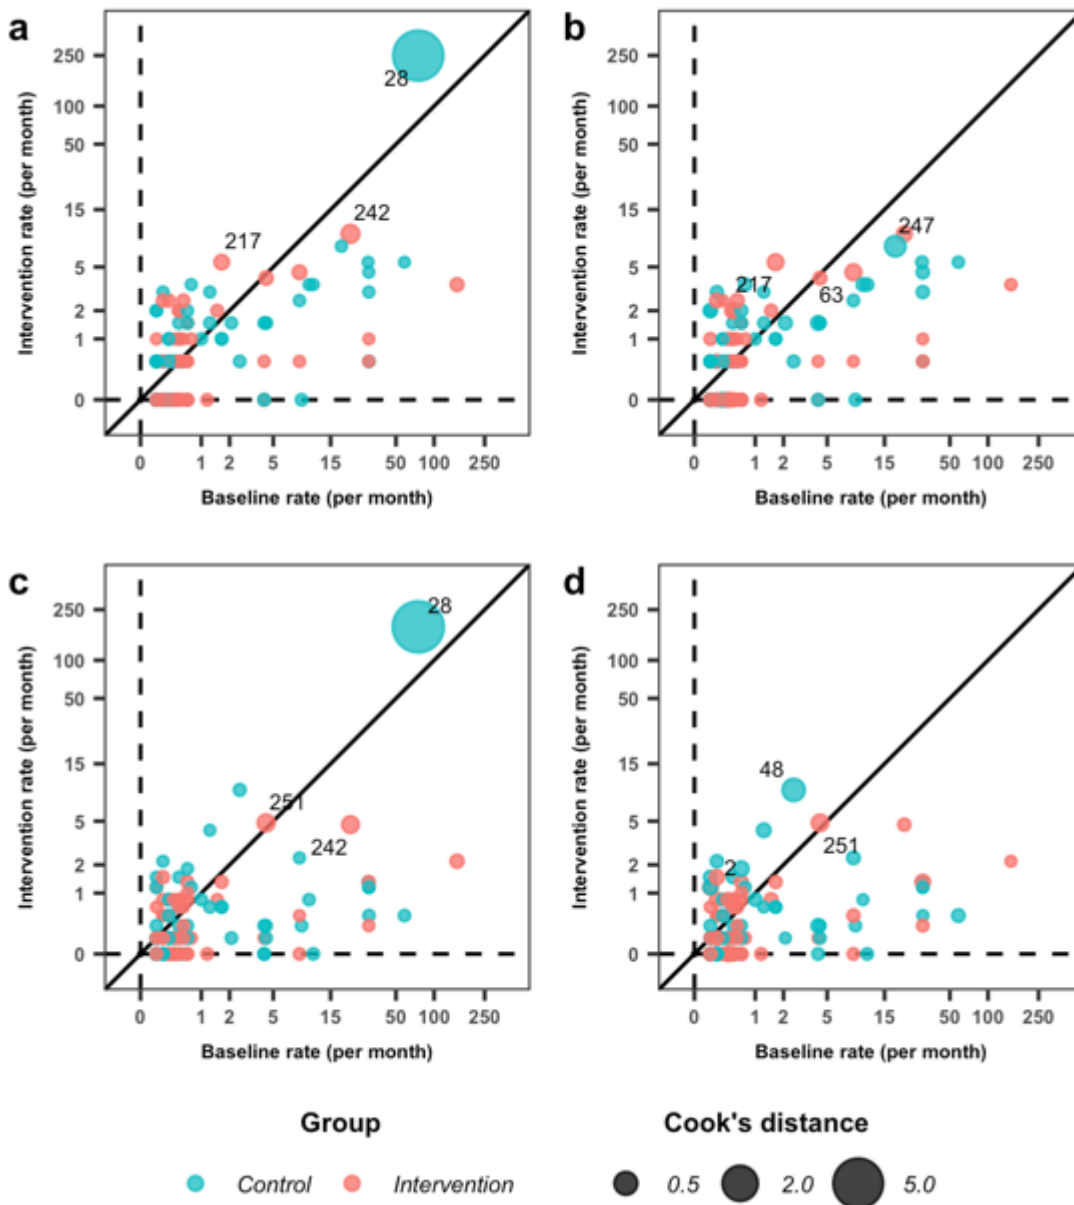 a
250
100
50
15
5
2
1
0
Intervention rate (per month)
28
242
217
0 1 2 5 15 50 100 250
Baseline rate (per month)
b
250
100
50
15
5
2
1
0
Intervention rate (per month)
247
217
63
0 1 2 5 15 50 100 250
Baseline rate (per month)
c
250
100
50
15
5
2
1
0
Intervention rate (per month)
28
251
242
0 1 2 5 15 50 100 250
Baseline rate (per month)
d
250
100
50
15
5
2
1
0
Intervention rate (per month)
48
251
2
0 1 2 5 15 50 100 250
Baseline rate (per month)
Group
Control Intervention
Cook's distance
0.5 2.0 5.0